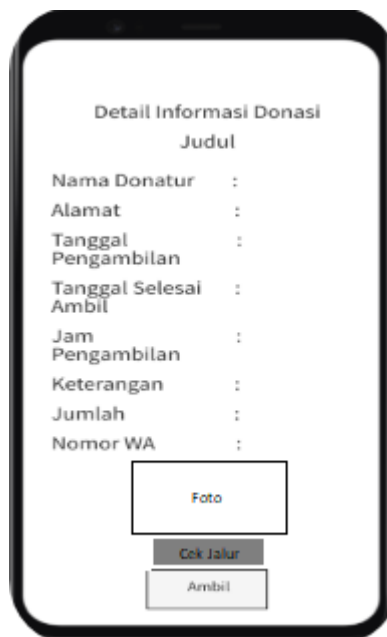 Detail Informasi Donasi
Judul
Nama Donatur :
Alamat :
Tanggal :
Pengambilan
Tanggal Selesai :
Ambil
Jam :
Pengambilan
Keterangan :
Jumlah :
Nomor WA :
Foto
Cek Jalur
Ambil